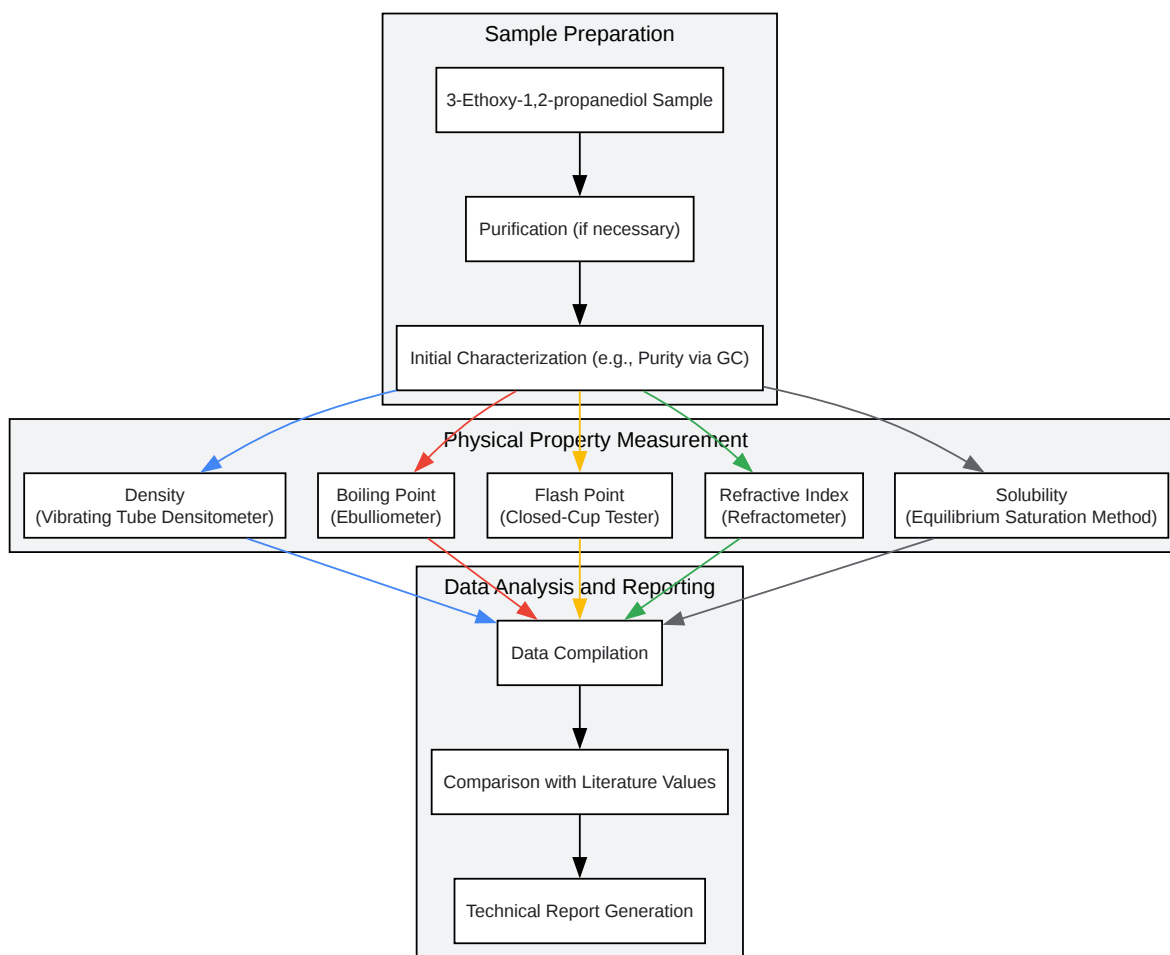 Sample Preparation
3-Ethoxy-1,2-propanediol Sample
Purification (if necessary)
Initial Characterization (e.g., Purity via GC)
Physical Property Measurement
Density
(Vibrating Tube Densitometer)
Boiling Point
(Ebulliometer)
Flash Point
(Closed-Cup Tester)
Refractive Index
(Refractometer)
Solubility
(Equilibrium Saturation Method)
Data Analysis and Reporting
Data Compilation
Comparison with Literature Values
Technical Report Generation